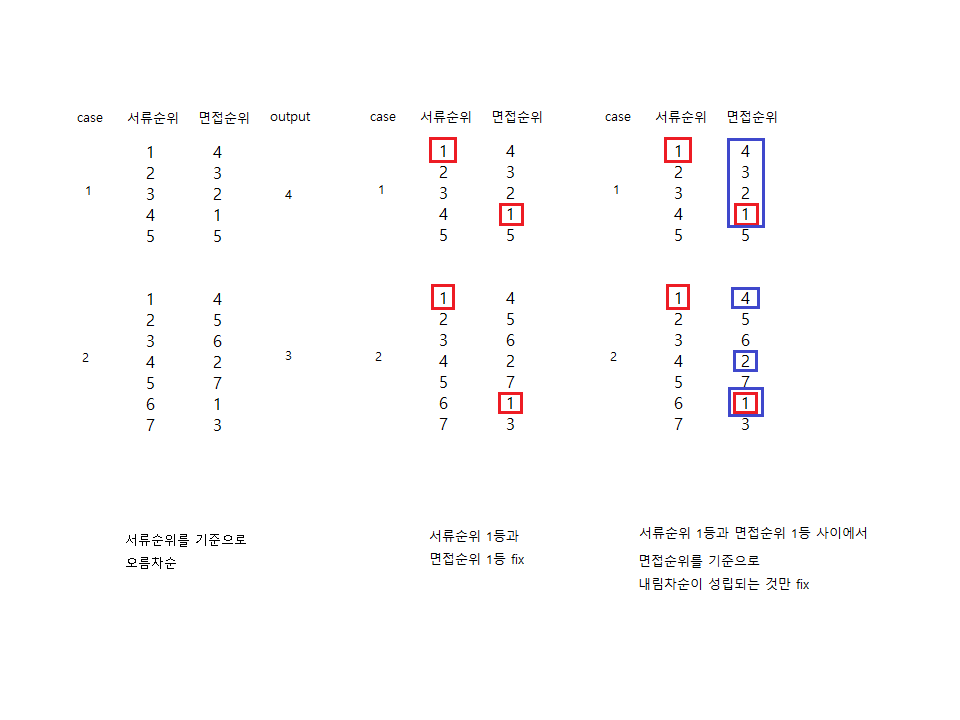 case 서류순위 면접순위 output case 서류순위 면접순위 case 서류순위 면접순위
1 4 1 4 1 4
2 3 2 3 2 3
1 3 2 4 1 3 2 1 3 2
4 1 4 1 4 1
5 5 5 5 5 5
1 4 1 4 1 4
2 5 2 5 2 5
3 6 3 6 3 6
2 4 2 3 2 4 2 2 4 2
5 7 5 7 5 7
6 1 6 1 6 1
7 3 7 3 7 3
서류순위를 기준으로
오름차순
서류순위 1등과
면접순위 1등 fix
서류순위 1등과 면접순위 1등 사이에서
면접순위를 기준으로
내림차순이 성립되는 것만 fix